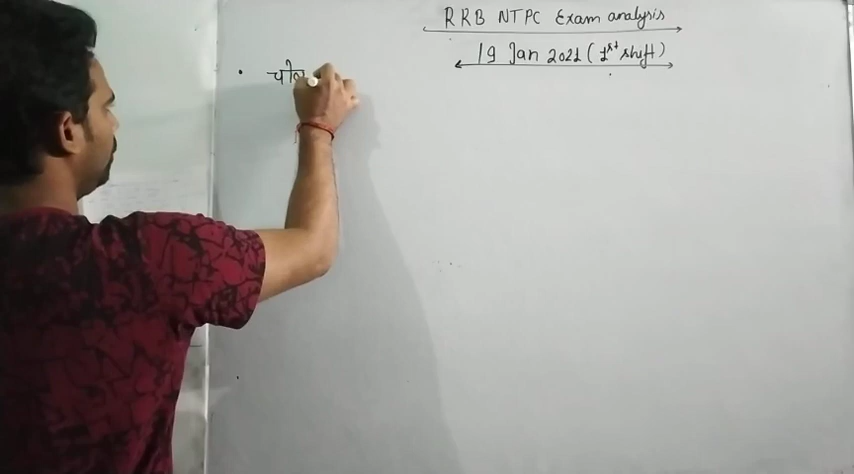 RRB NTPC Exam analysis
19 Jan 2021 (1st shift)